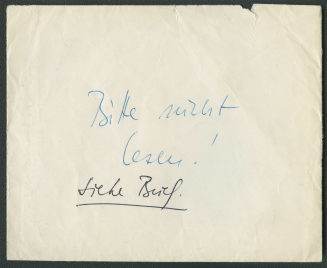 Bitte nicht
lesen!
Siehe Brief.